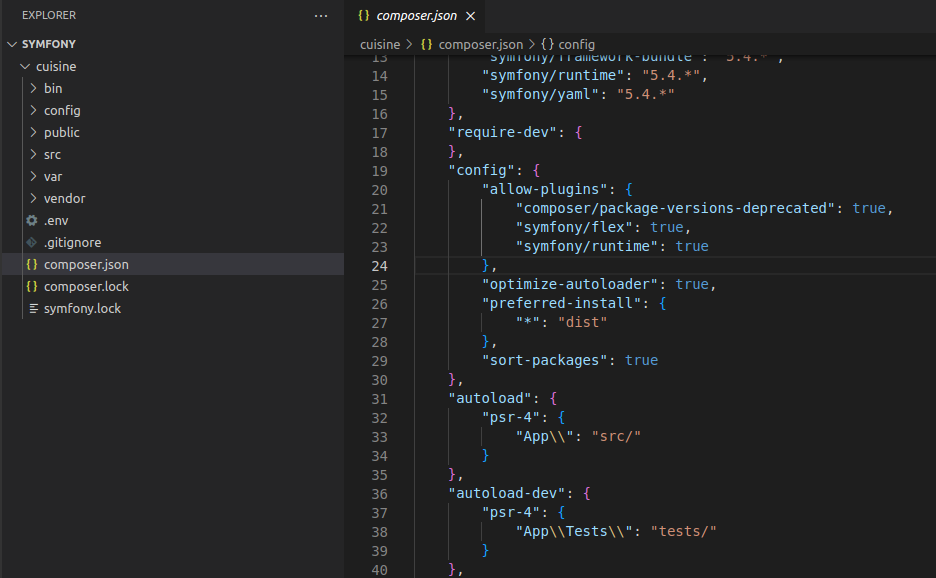 EXPLORER
···
SYMFONY
cuisine
bin
config
public
src
var
vendor
.env
.gitignore
{} composer.json
{} composer.lock
symfony.lock
{} composer.json ×
cuisine > {} composer.json > {} config
13 "symfony/framework-bundle": "5.4.*",
14 "symfony/runtime": "5.4.*",
15 "symfony/yaml": "5.4.*"
16 },
17 "require-dev": {
18 },
19 "config": {
20 "allow-plugins": {
21 "composer/package-versions-deprecated": true,
22 "symfony/flex": true,
23 "symfony/runtime": true
24 },
25 "optimize-autoloader": true,
26 "preferred-install": {
27 "*": "dist"
28 },
29 "sort-packages": true
30 },
31 "autoload": {
32 "psr-4": {
33 "App\\": "src/"
34 }
35 },
36 "autoload-dev": {
37 "psr-4": {
38 "App\\Tests\\": "tests/"
39 }
40 },